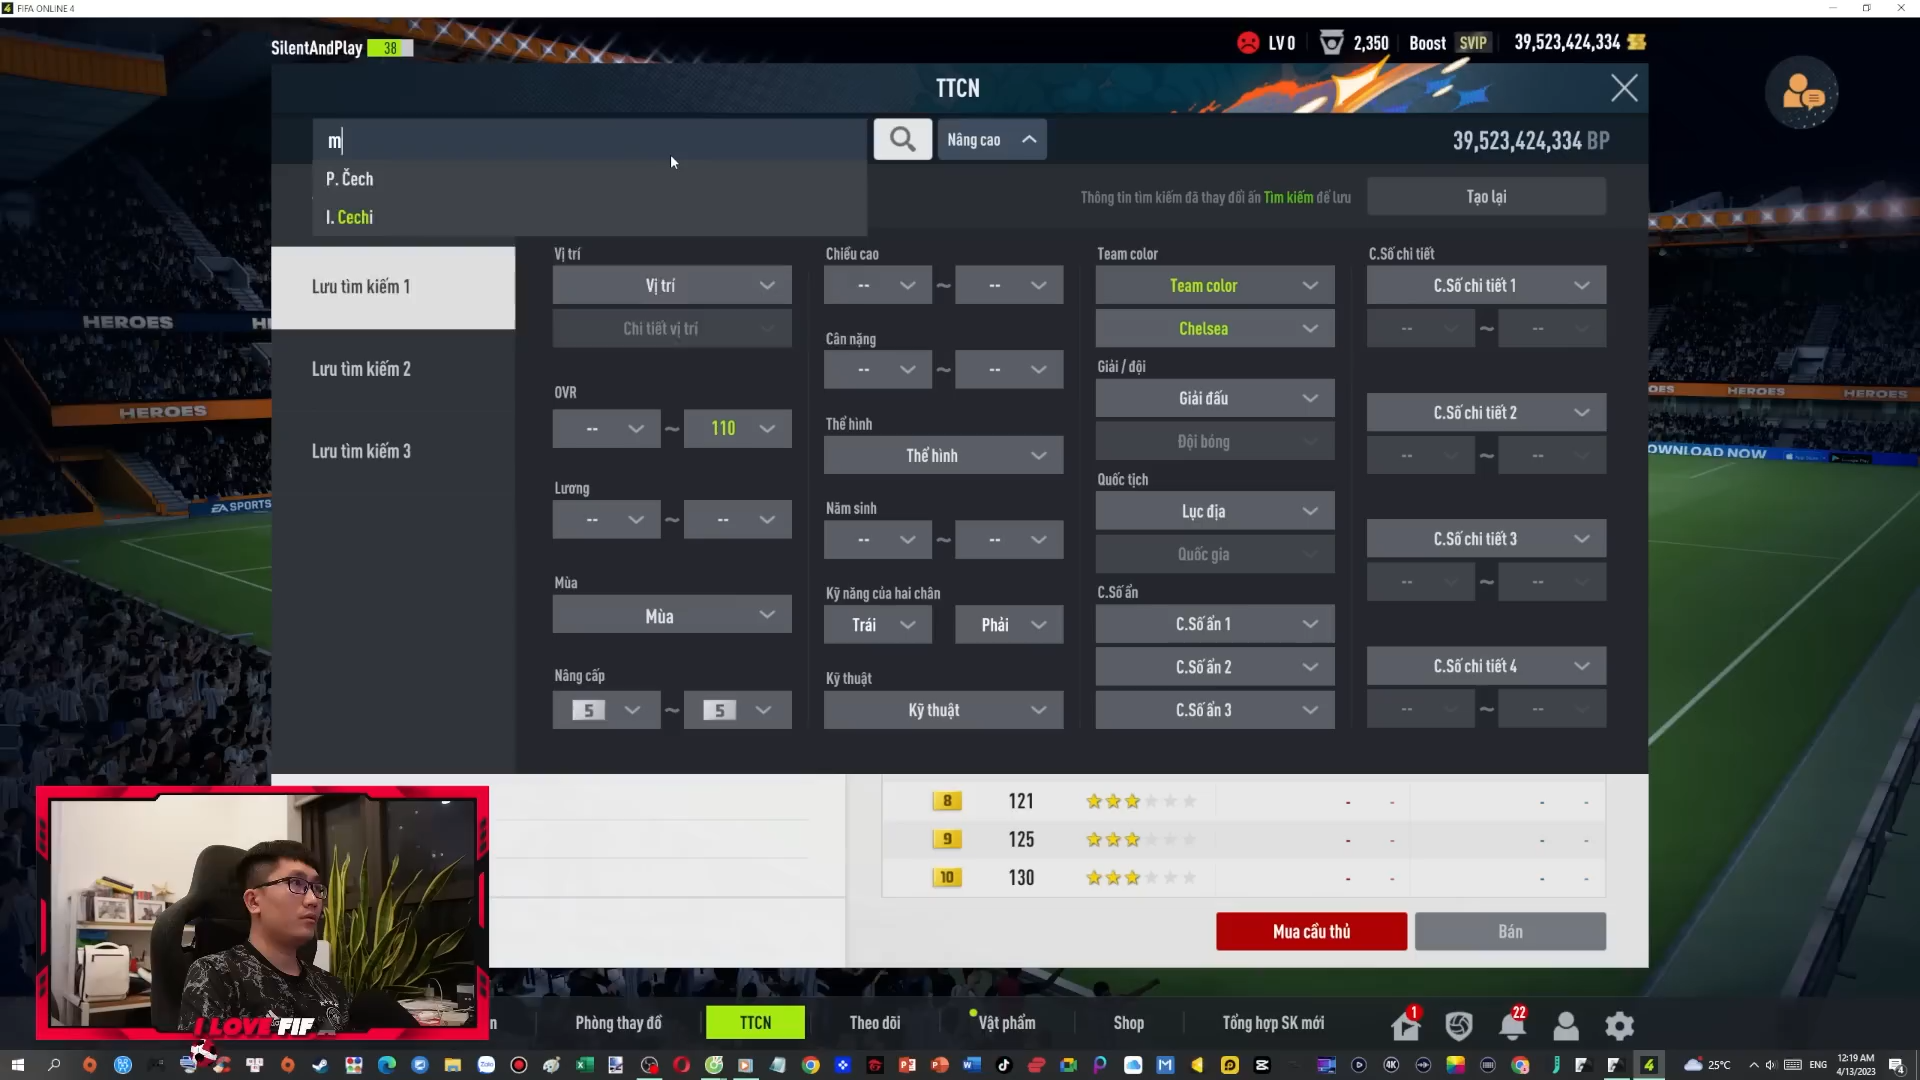 FIFA ONLINE 4
SilentAndPlay 38
LV 0 2,350 Boost SVIP 39,523,424,334
TTCN
m
Nâng cao
39,523,424,334 BP
P. Čech
I. Cechi
Thông tin tìm kiếm đã thay đổi ấn Tìm kiếm để lưu
Tạo lại
Lưu tìm kiếm 1
Lưu tìm kiếm 2
Lưu tìm kiếm 3
Vị trí
Vị trí
Chi tiết vị trí
OVR
-- ~ 110
Lương
-- ~ --
Mùa
Mùa
Nâng cấp
5 ~ 5
Chiều cao
-- ~ --
Cân nặng
-- ~ --
Thể hình
Thể hình
Năm sinh
-- ~ --
Kỹ năng của hai chân
Trái Phải
Kỹ thuật
Kỹ thuật
Team color
Team color
Chelsea
Giải / đội
Giải đấu
Đội bóng
Quốc tịch
Lục địa
Quốc gia
C.Số ẩn
C.Số ẩn 1
C.Số ẩn 2
C.Số ẩn 3
C.Số chi tiết
C.Số chi tiết 1
-- ~ --
C.Số chi tiết 2
-- ~ --
C.Số chi tiết 3
-- ~ --
C.Số chi tiết 4
-- ~ --
8 121 - - - -
9 125 - - - -
10 130 - - - -
Mua cầu thủ
Bán
HEROES
HEROES
EA SPORTS
HEROES
HEROES
DOWNLOAD NOW
I LOVE FIF
Phòng thay đồ
TTCN
Theo dõi
Vật phẩm
Shop
Tổng hợp SK mới
1
22
25°C
ENG
12:19 AM
4/13/2023